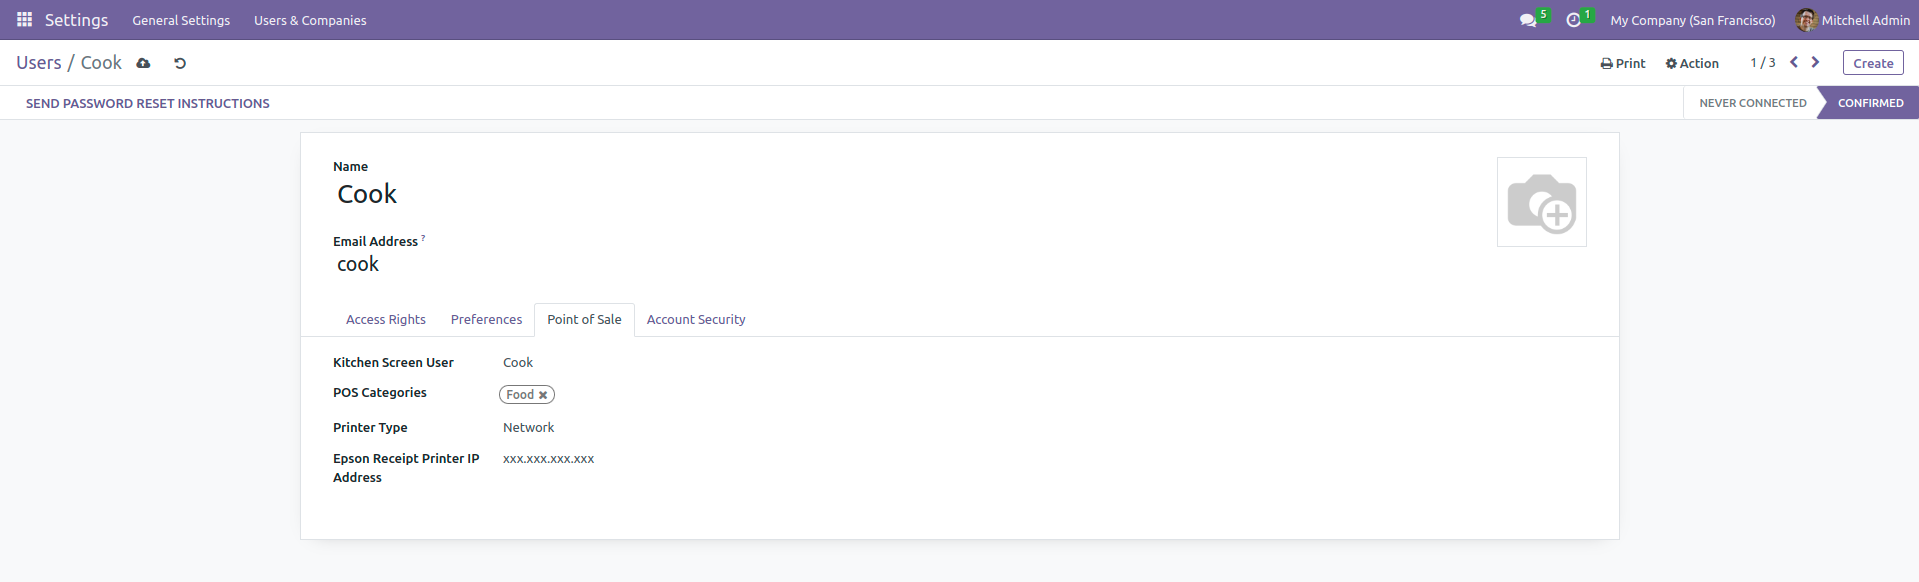 Settings General Settings Users & Companies 5 1 My Company (San Francisco) Mitchell Admin
Users / Cook Print Action 1 / 3 Create
SEND PASSWORD RESET INSTRUCTIONS NEVER CONNECTED CONFIRMED
Name
Cook
Email Address ?
cook
Access Rights Preferences Point of Sale Account Security
Kitchen Screen User Cook
POS Categories Food
Printer Type Network
Epson Receipt Printer IP xxx.xxx.xxx.xxx
Address